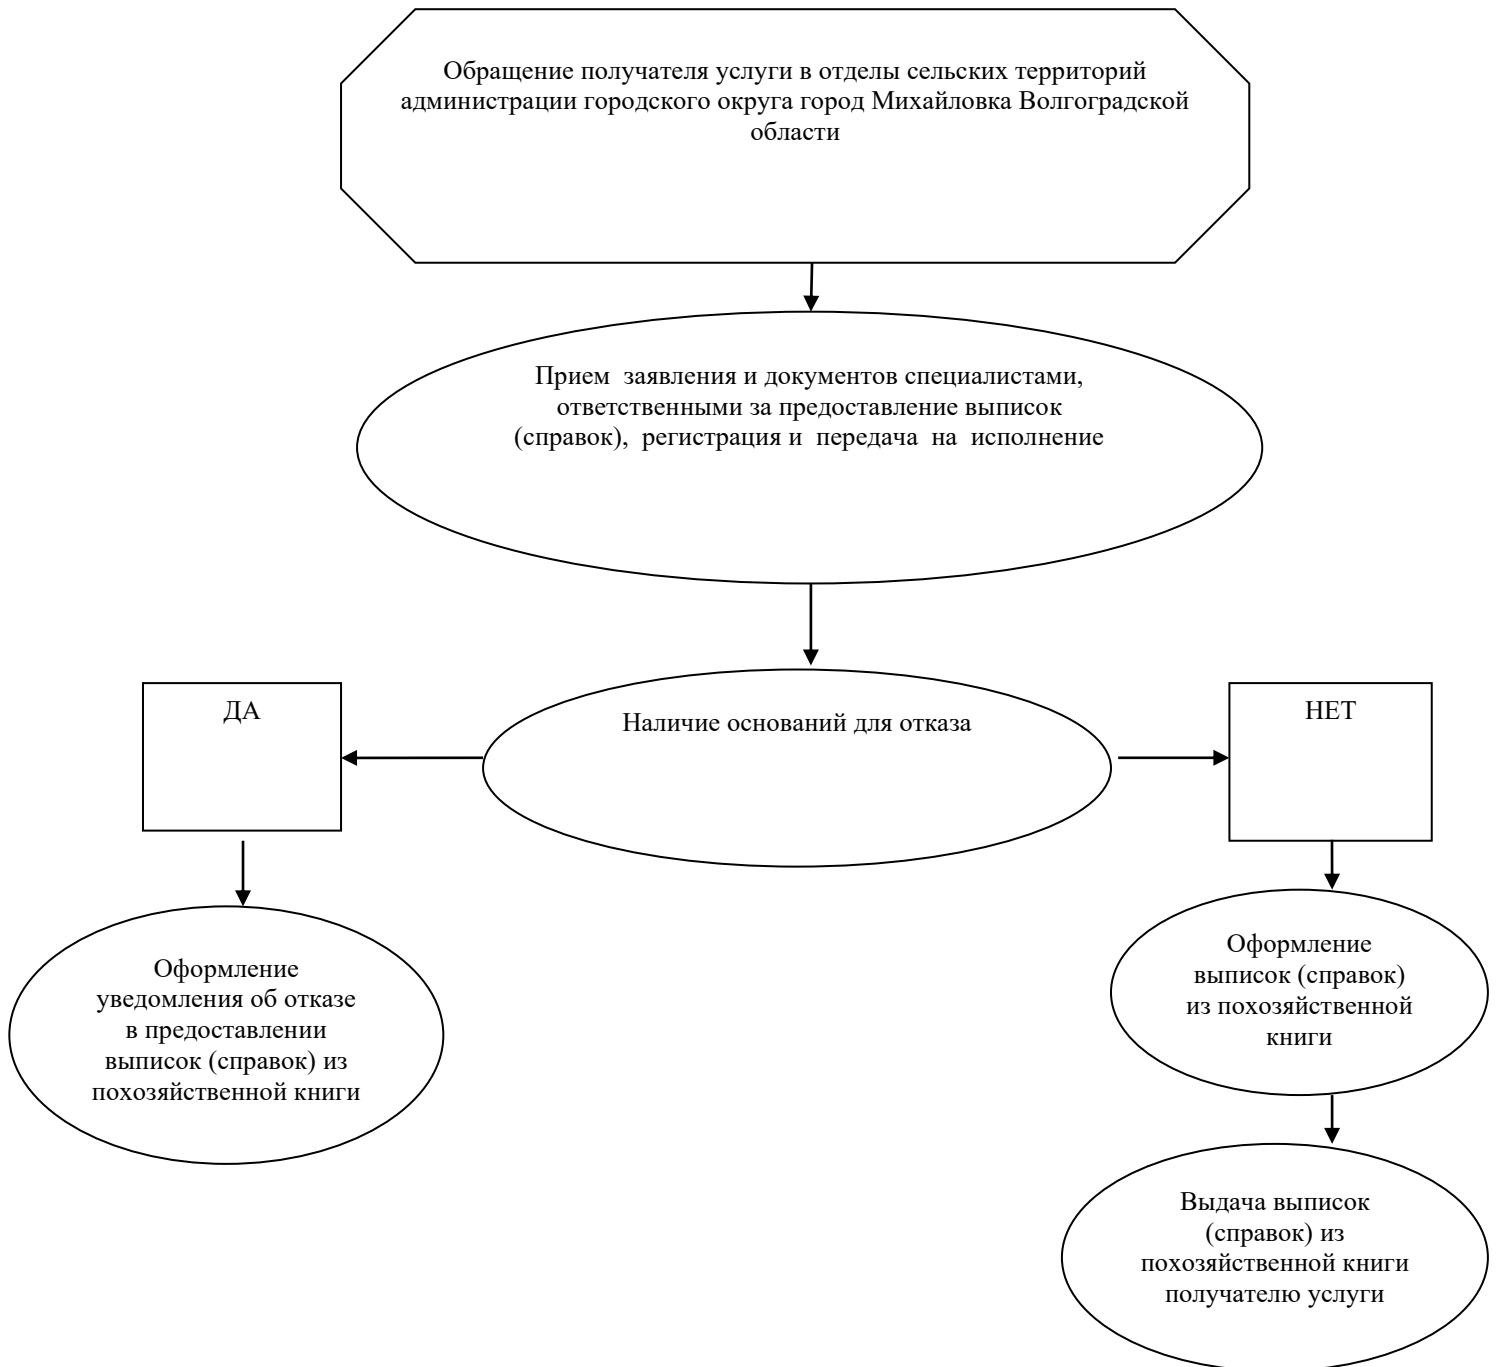 Обращение получателя услуги в отделы сельских территорий
администрации городского округа город Михайловка Волгоградской
области
Прием заявления и документов специалистами,
ответственными за предоставление выписок
(справок), регистрация и передача на исполнение
ДА
Наличие оснований для отказа
НЕТ
Оформление
уведомления об отказе
в предоставлении
выписок (справок) из
похозяйственной книги
Оформление
выписок (справок)
из похозяйственной
книги
Выдача выписок
(справок) из
похозяйственной книги
получателю услуги